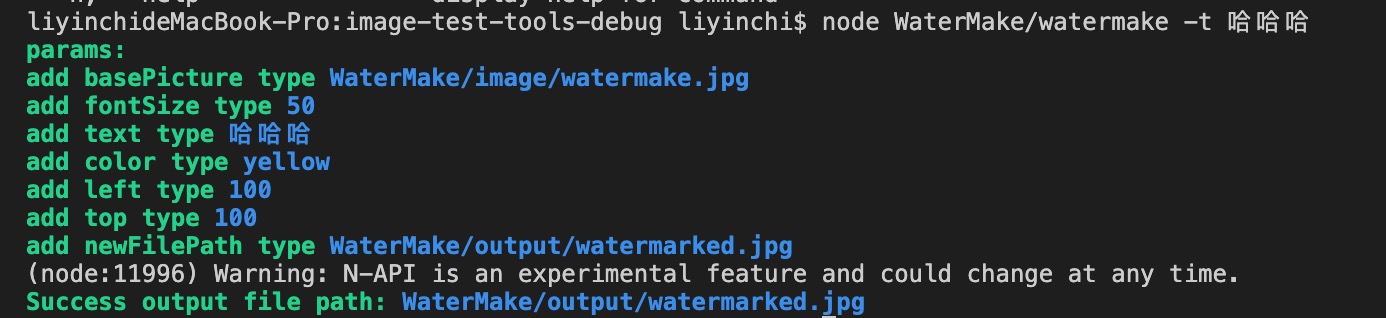 liyinchideMacBook-Pro:image-test-tools-debug liyinchi$ node WaterMake/watermake -t 哈哈哈
params:
add basePicture type WaterMake/image/watermake.jpg
add fontSize type 50
add text type 哈哈哈
add color type yellow
add left type 100
add top type 100
add newFilePath type WaterMake/output/watermarked.jpg
(node:11996) Warning: N-API is an experimental feature and could change at any time.
Success output file path: WaterMake/output/watermarked.jpg